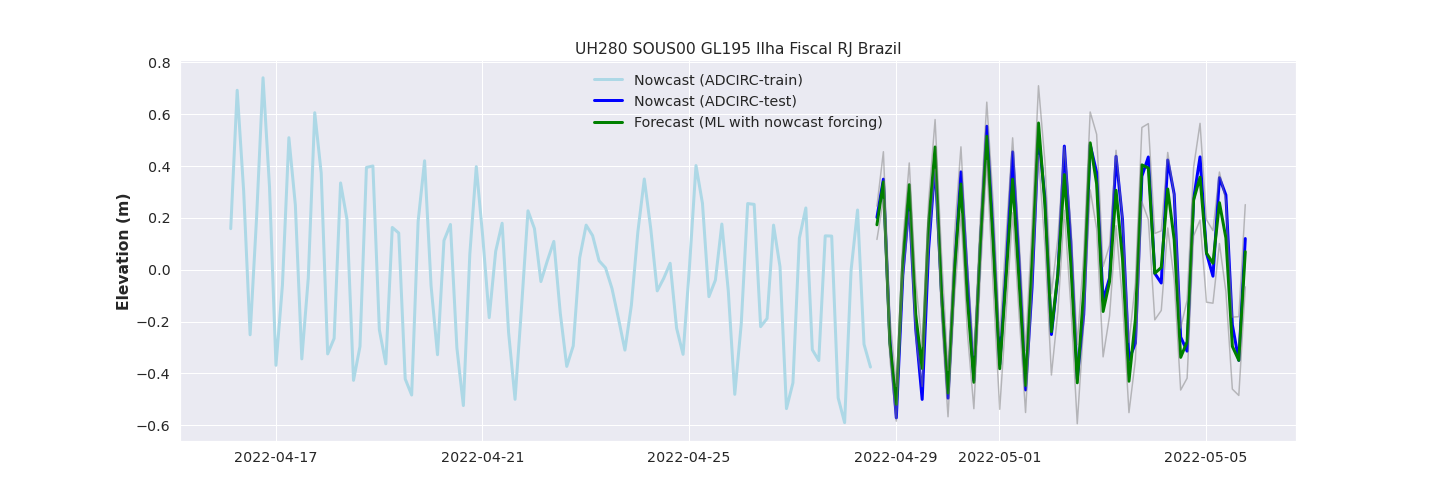 UH280 SOUS00 GL195 Ilha Fiscal RJ Brazil
Nowcast (ADCIRC-train)
Nowcast (ADCIRC-test)
Forecast (ML with nowcast forcing)
Elevation (m)
0.8
0.6
0.4
0.2
0.0
−0.2
−0.4
−0.6
2022-04-17 2022-04-21 2022-04-25 2022-04-29 2022-05-01 2022-05-05